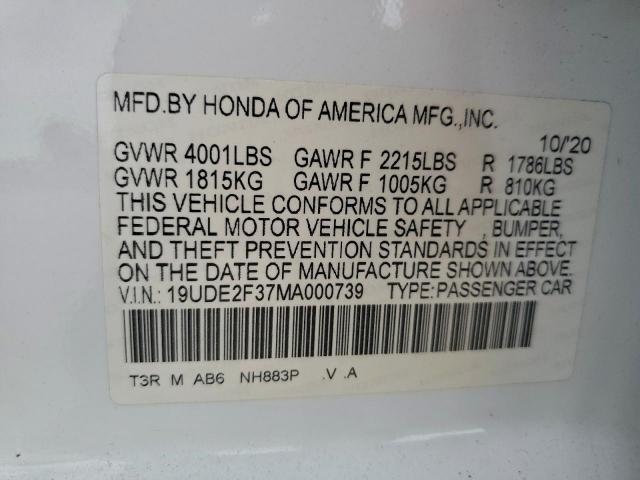 MFD.BY HONDA OF AMERICA MFG.,INC.
10/'20
GVWR 4001LBS GAWR F 2215LBS R 1786LBS
GVWR 1815KG GAWR F 1005KG R 810KG
THIS VEHICLE CONFORMS TO ALL APPLICABLE
FEDERAL MOTOR VEHICLE SAFETY , BUMPER,
AND THEFT PREVENTION STANDARDS IN EFFECT
ON THE DATE OF MANUFACTURE SHOWN ABOVE.
V.I.N.: 19UDE2F37MA000739 TYPE:PASSENGER CAR
T3R M AB6 NH883P .V .A